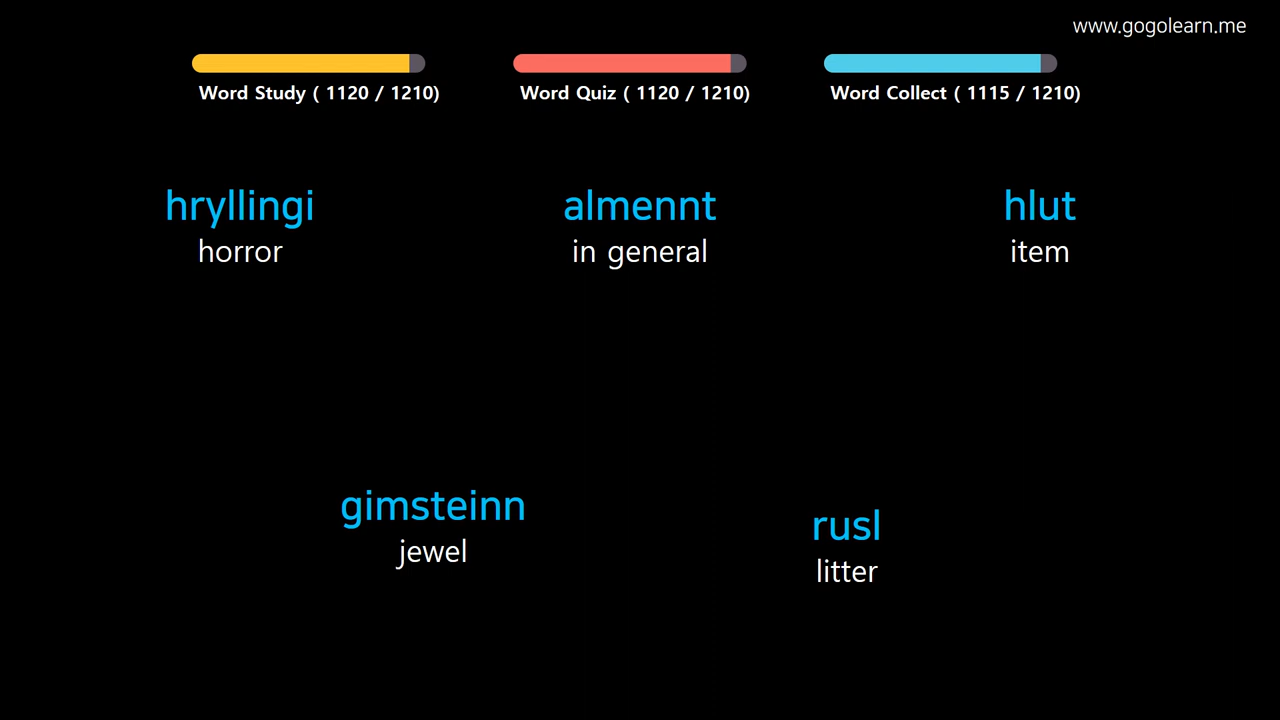 www.gogolearn.me
Word Study ( 1120 / 1210)
Word Quiz ( 1120 / 1210)
Word Collect ( 1115 / 1210)
hryllingi
horror
almennt
in general
hlut
item
gimsteinn
jewel
rusl
litter